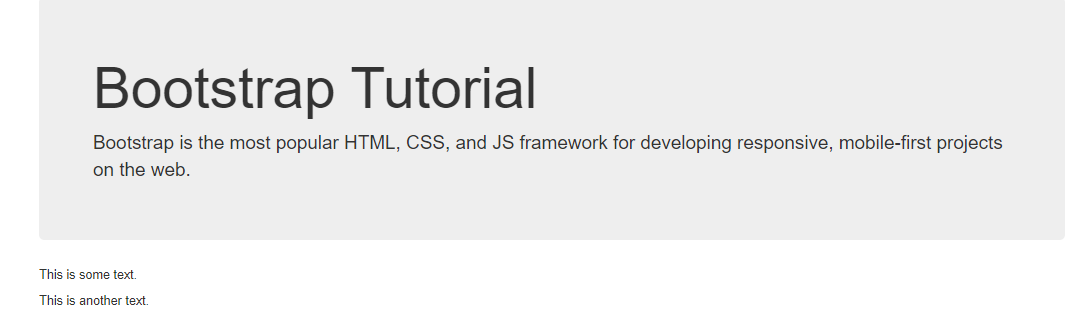 Bootstrap Tutorial
Bootstrap is the most popular HTML, CSS, and JS framework for developing responsive, mobile-first projects
on the web.
This is some text.
This is another text.